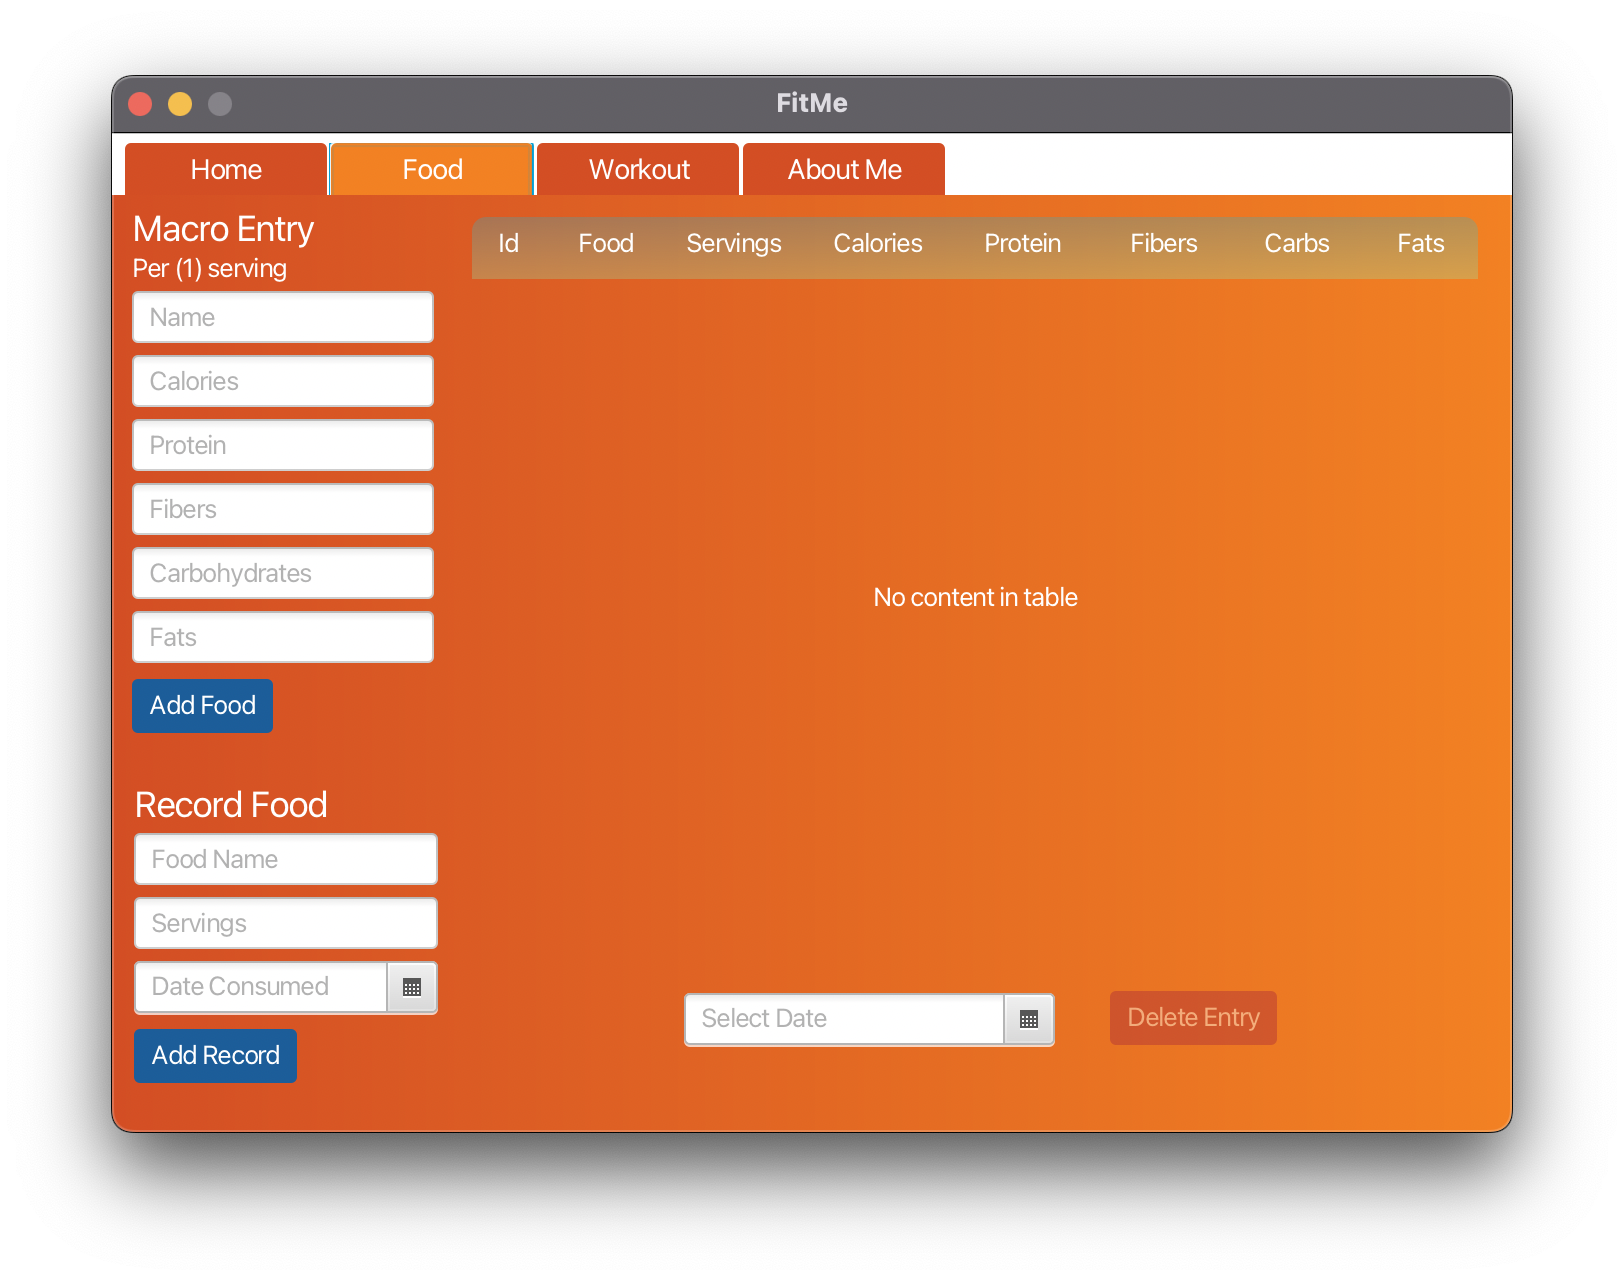 FitMe
Home Food Workout About Me
Macro Entry
Per (1) serving
Name
Calories
Protein
Fibers
Carbohydrates
Fats
Add Food
Record Food
Food Name
Servings
Date Consumed
Add Record
Id Food Servings Calories Protein Fibers Carbs Fats
No content in table
Select Date
Delete Entry